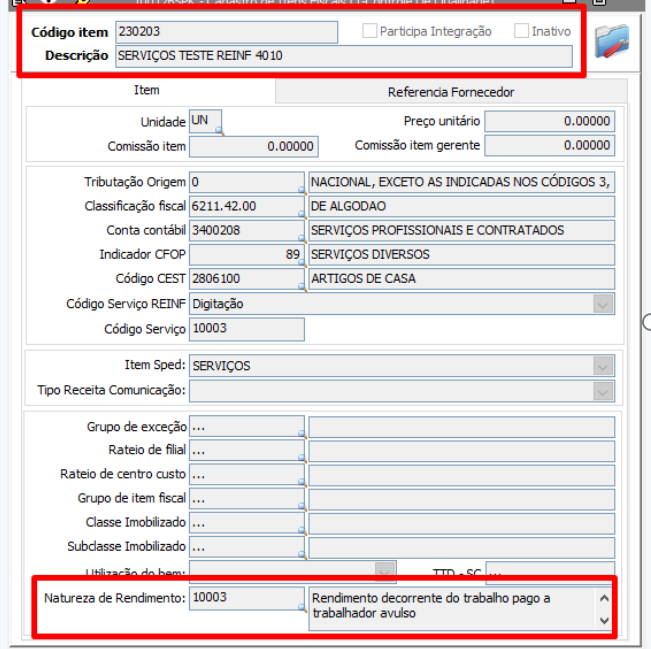 Código item 230203 Participa Integração Inativo
Descrição SERVIÇOS TESTE REINF 4010
Item Referencia Fornecedor
Unidade UN Preço unitário 0.00000
Comissão item 0.00000 Comissão item gerente 0.00000
Tributação Origem 0 NACIONAL, EXCETO AS INDICADAS NOS CÓDIGOS 3,
Classificação fiscal 6211.42.00 DE ALGODAO
Conta contábil 3400208 SERVIÇOS PROFISSIONAIS E CONTRATADOS
Indicador CFOP 89 SERVIÇOS DIVERSOS
Código CEST 2806100 ARTIGOS DE CASA
Código Serviço REINF Digitação
Código Serviço 10003
Item Sped: SERVIÇOS
Tipo Receita Comunicação:
Grupo de exceção ...
Rateio de filial ...
Rateio de centro custo ...
Grupo de item fiscal ...
Classe Imobilizado ...
Subclasse Imobilizado ...
Utilização do bem: TTD - SC ...
Natureza de Rendimento: 10003 Rendimento decorrente do trabalho pago a
trabalhador avulso